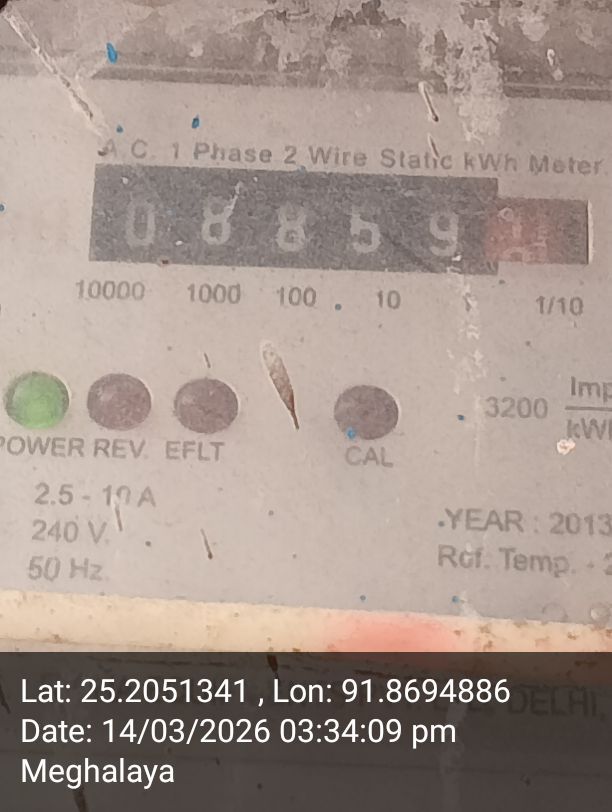 A.C. 1 Phase 2 Wire Static kWh Meter.
0 8 8 5 9
10000 1000 100 10 1/10
3200 Imp
kWh
POWER REV. EFLT CAL
2.5 - 10 A
240 V.
50 Hz.
YEAR : 2013
Ref. Temp. -
DELHI,
Lat: 25.2051341 , Lon: 91.8694886
Date: 14/03/2026 03:34:09 pm
Meghalaya